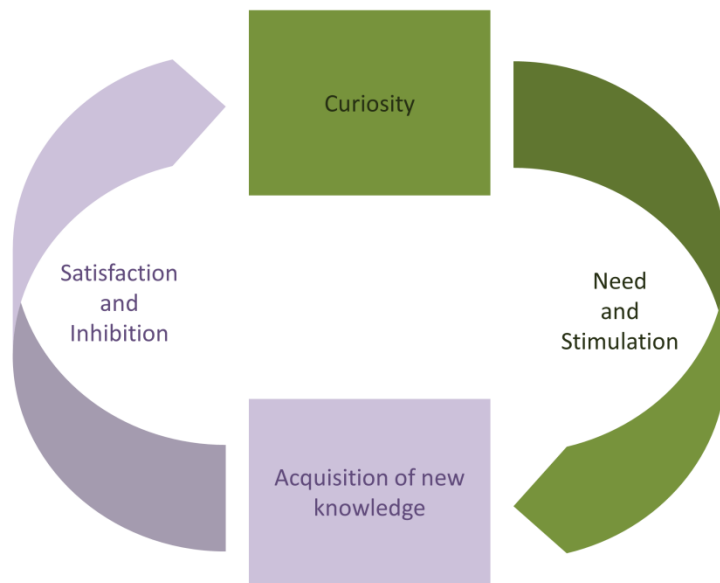 Curiosity
Satisfaction
and
Inhibition
Need
and
Stimulation
Acquisition of new
knowledge